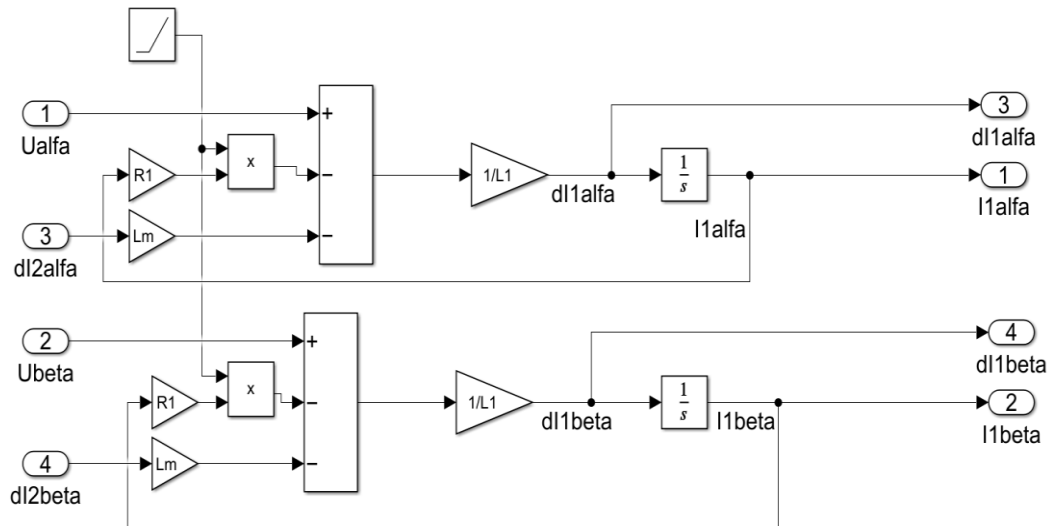 1
Ualfa
+
R1
x
−
1/L1
dI1alfa
1
s
I1alfa
3
dI1alfa
1
I1alfa
3
dI2alfa
Lm
−
2
Ubeta
+
R1
x
−
1/L1
dI1beta
1
s
I1beta
4
dI1beta
2
I1beta
4
dI2beta
Lm
−